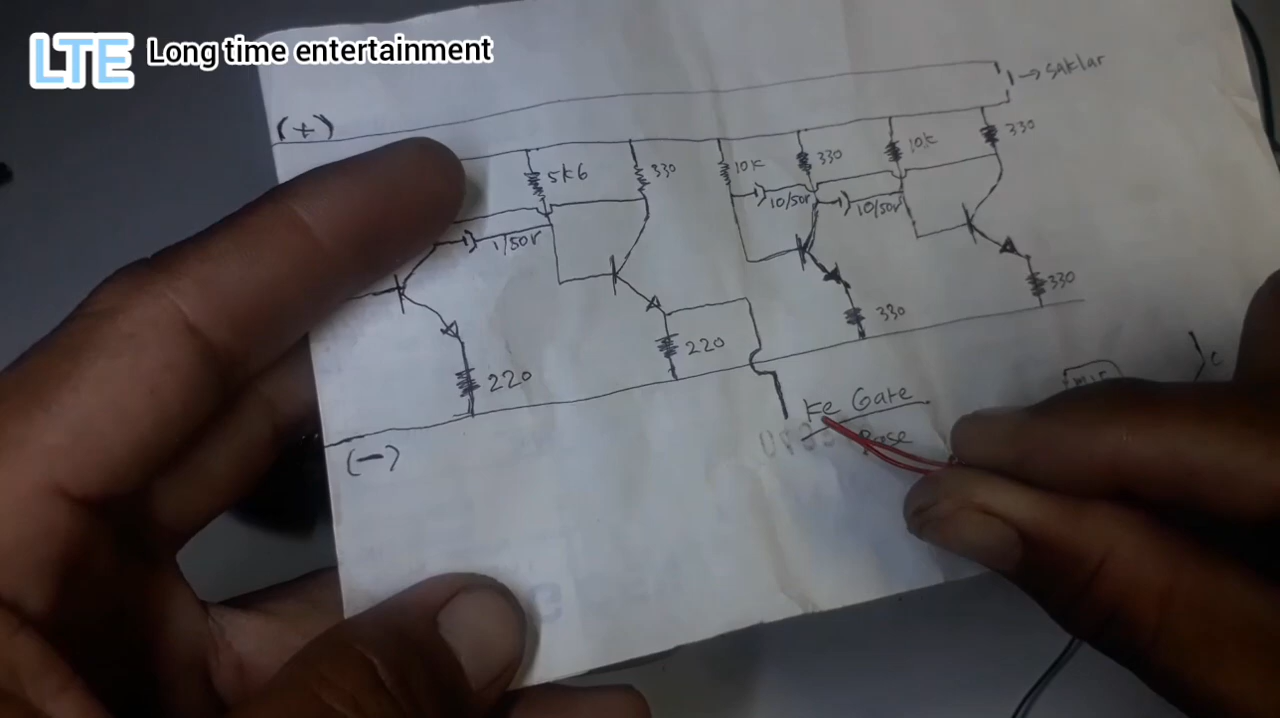 LTE Long time entertainment
→ saklar
(+)
5k6
330
10k
330
10k
330
1/50v
10/50v
10/50v
220
220
330
330
(-)
Ke Gate
Base